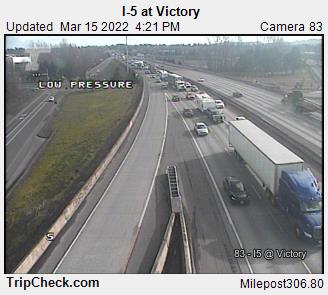 I-5 at Victory
Updated Mar 15 2022 4:21 PM Camera 83
LOW PRESSURE
S
83 - I5 @ Victory
TripCheck.com Milepost306.80